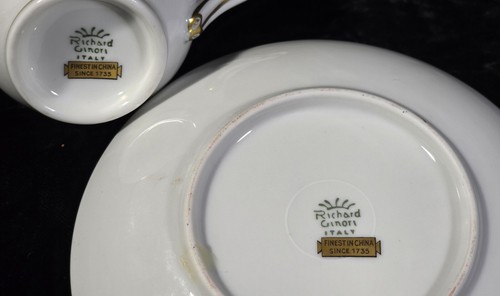 Richard
Ginori
ITALY
FINEST IN CHINA
SINCE 1735
Richard
Ginori
ITALY
FINEST IN CHINA
SINCE 1735